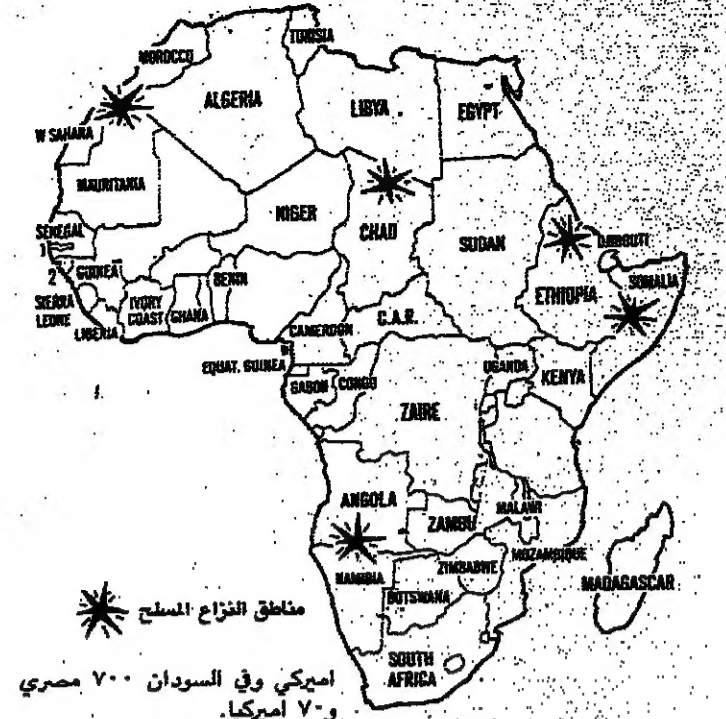 TUNISIA
MOROCCO
ALGERIA
LIBYA
EGYPT
W SAHARA
MAURITANIA
NIGER
CHAD
SUDAN
SENEGAL
1
GUINEA
2
BENIN
DJIBOUTI
SOMALIA
ETHIOPIA
SIERRA
LEONE
IVORY
COAST
GHANA
LIBERIA
CAMEROON
C.A.R.
EQUAT. GUINEA
GABON
CONGO
UGANDA
KENYA
ZAIRE
ANGOLA
ZAMBIA
MALAWI
MOZAMBIQUE
ZIMBABWE
NAMIBIA
BOTSWANA
MADAGASCAR
SOUTH
AFRICA
مناطق النزاع المسلح
اميركي وفي السودان ٧٠٠ مصري
و٧٠ اميركيا.